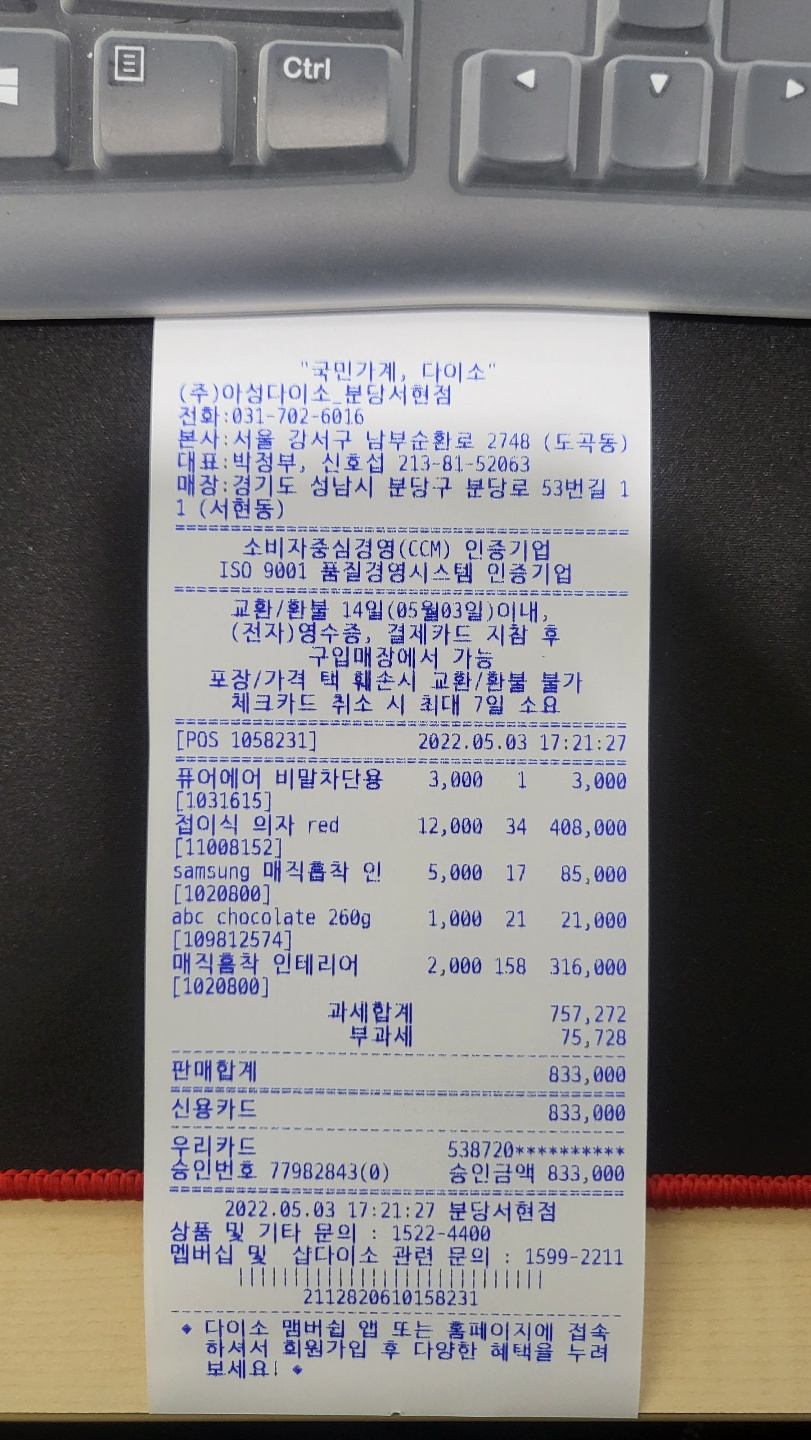 Ctrl
"국민가계, 다이소"
(주)아성다이소_분당서현점
전화:031-702-6016
본사:서울 강서구 남부순환로 2748 (도곡동)
대표:박정부, 신호섭 213-81-52063
매장:경기도 성남시 분당구 분당로 53번길 1
1 (서현동)
소비자중심경영(CCM) 인증기업
ISO 9001 품질경영시스템 인증기업
교환/환불 14일(05월03일)이내,
(전자)영수증, 결제카드 지참 후
구입매장에서 가능
포장/가격 택 훼손시 교환/환불 불가
체크카드 취소 시 최대 7일 소요
[POS 1058231] 2022.05.03 17:21:27
퓨어에어 비말차단용 3,000 1 3,000
[1031615]
접이식 의자 red 12,000 34 408,000
[11008152]
samsung 매직흡착 인 5,000 17 85,000
[1020800]
abc chocolate 260g 1,000 21 21,000
[109812574]
매직흡착 인테리어 2,000 158 316,000
[1020800]
과세합계 757,272
부과세 75,728
판매합계 833,000
신용카드 833,000
우리카드 538720**********
승인번호 77982843(0) 승인금액 833,000
2022.05.03 17:21:27 분당서현점
상품 및 기타 문의 : 1522-4400
멥버십 및 샵다이소 관련 문의 : 1599-2211
2112820610158231
◈ 다이소 맴버쉽 앱 또는 홈페이지에 접속
하셔서 회원가입 후 다양한 혜택을 누려
보세요! ◈